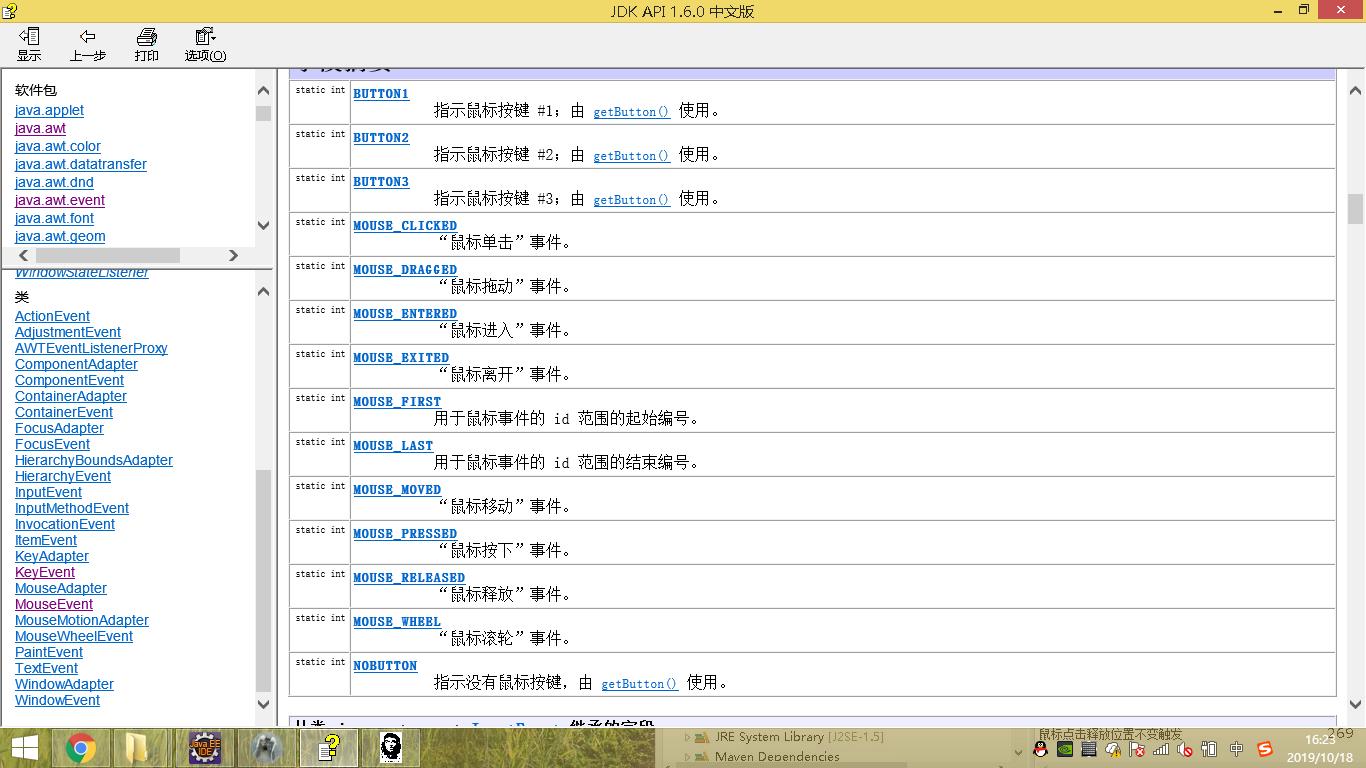 JDK API 1.6.0 中文版
显示
上一步
打印
选项(O)
软件包
java.applet
java.awt
java.awt.color
java.awt.datatransfer
java.awt.dnd
java.awt.event
java.awt.font
java.awt.geom
WindowStateListener
类
ActionEvent
AdjustmentEvent
AWTEventListenerProxy
ComponentAdapter
ComponentEvent
ContainerAdapter
ContainerEvent
FocusAdapter
FocusEvent
HierarchyBoundsAdapter
HierarchyEvent
InputEvent
InputMethodEvent
InvocationEvent
ItemEvent
KeyAdapter
KeyEvent
MouseAdapter
MouseEvent
MouseMotionAdapter
MouseWheelEvent
PaintEvent
TextEvent
WindowAdapter
WindowEvent
static int BUTTON1
指示鼠标按键 #1；由 getButton() 使用。
static int BUTTON2
指示鼠标按键 #2；由 getButton() 使用。
static int BUTTON3
指示鼠标按键 #3；由 getButton() 使用。
static int MOUSE_CLICKED
“鼠标单击”事件。
static int MOUSE_DRAGGED
“鼠标拖动”事件。
static int MOUSE_ENTERED
“鼠标进入”事件。
static int MOUSE_EXITED
“鼠标离开”事件。
static int MOUSE_FIRST
用于鼠标事件的 id 范围的起始编号。
static int MOUSE_LAST
用于鼠标事件的 id 范围的结束编号。
static int MOUSE_MOVED
“鼠标移动”事件。
static int MOUSE_PRESSED
“鼠标按下”事件。
static int MOUSE_RELEASED
“鼠标释放”事件。
static int MOUSE_WHEEL
“鼠标滚轮”事件。
static int NOBUTTON
指示没有鼠标按键，由 getButton() 使用。
Java EE
IDE
JRE System Library [J2SE-1.5]
Maven Dependencies
鼠标点击释放位置不变触发
269
中
16:23
2019/10/18